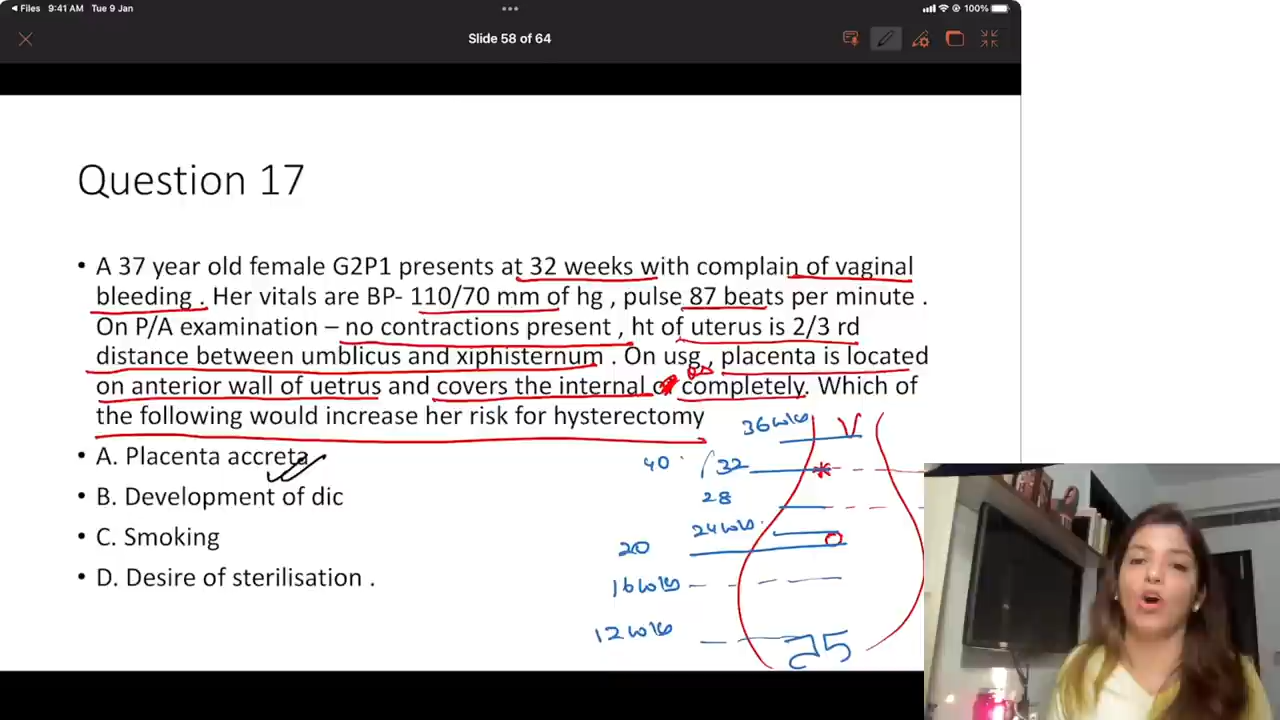 Files 9:41 AM Tue 9 Jan
100%
Slide 58 of 64
Question 17
• A 37 year old female G2P1 presents at 32 weeks with complain of vaginal
bleeding . Her vitals are BP- 110/70 mm of hg , pulse 87 beats per minute .
On P/A examination – no contractions present , ht of uterus is 2/3 rd
distance between umblicus and xiphisternum . On usg , placenta is located
on anterior wall of uetrus and covers the internal os completely. Which of
the following would increase her risk for hysterectomy
• A. Placenta accreta
• B. Development of dic
• C. Smoking
• D. Desire of sterilisation .
36wks
40 32
28
24wks
20
16wks
12wks